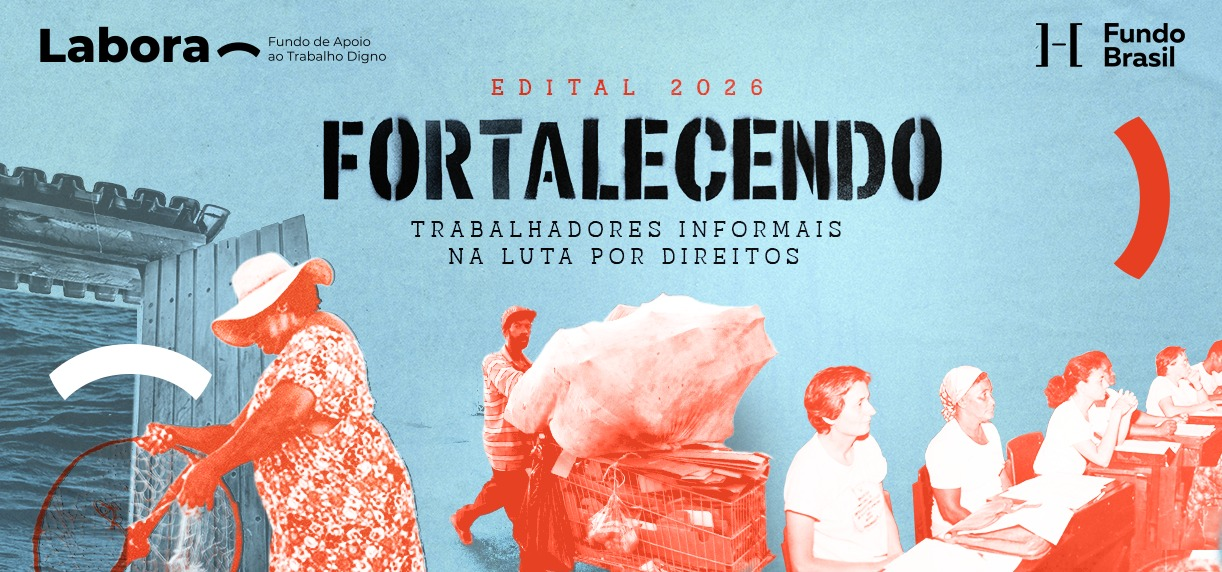 Labora
Fundo de Apoio
ao Trabalho Digno
Fundo
Brasil
EDITAL 2026
FORTALECENDO
TRABALHADORES INFORMAIS
NA LUTA POR DIREITOS